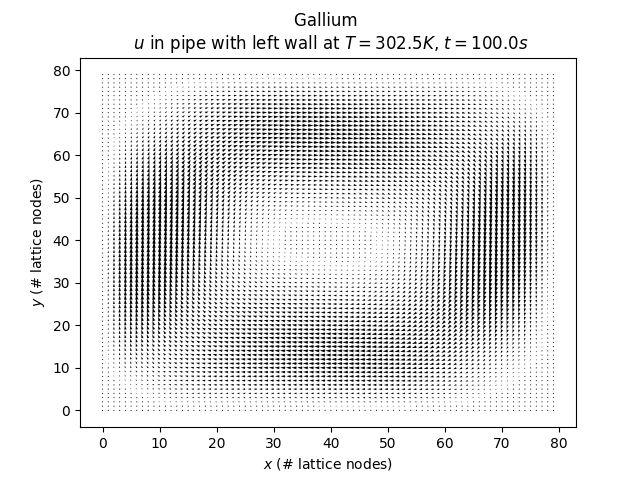 Gallium
u in pipe with left wall at T = 302.5K, t = 100.0s
80
70
60
50
40
30
20
10
0
y (# lattice nodes)
0 10 20 30 40 50 60 70 80
x (# lattice nodes)